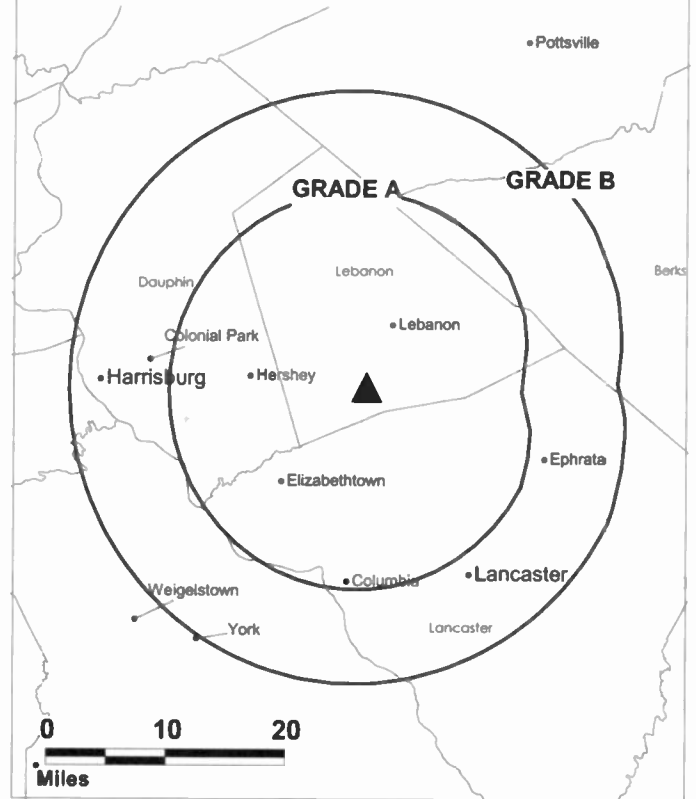 Pottsville
GRADE A
GRADE B
Lebanon
Berks
Dauphin
Lebanon
Colonial Park
Harrisburg
Hershey
Ephrata
Elizabethtown
Columbia
Lancaster
Weigelstown
York
Lancaster
0 10 20
Miles